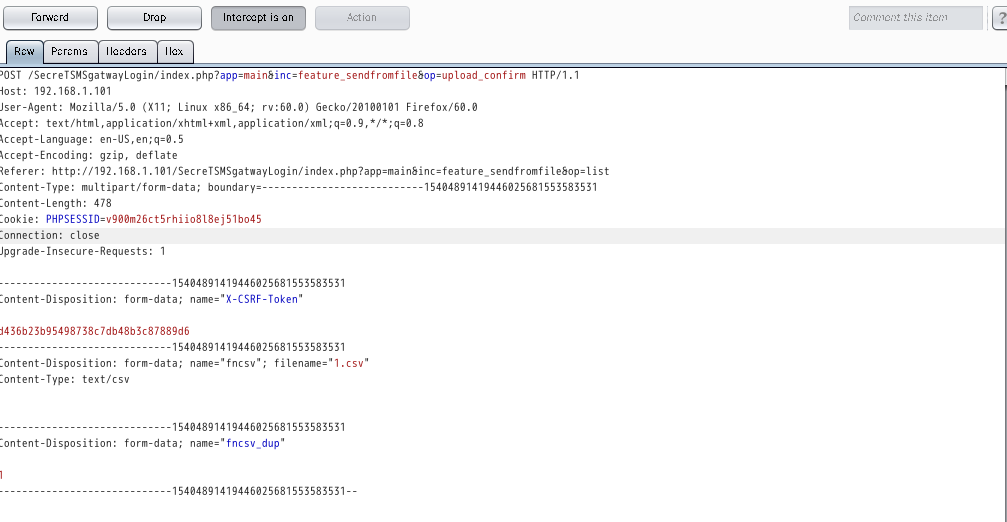 Forward Drop Intercept is on Action Comment this item ?
Raw Params Headers Hex
POST /SecreTSMSgatwayLogin/index.php?app=main&inc=feature_sendfromfile&op=upload_confirm HTTP/1.1
Host: 192.168.1.101
User-Agent: Mozilla/5.0 (X11; Linux x86_64; rv:60.0) Gecko/20100101 Firefox/60.0
Accept: text/html,application/xhtml+xml,application/xml;q=0.9,*/*;q=0.8
Accept-Language: en-US,en;q=0.5
Accept-Encoding: gzip, deflate
Referer: http://192.168.1.101/SecreTSMSgatwayLogin/index.php?app=main&inc=feature_sendfromfile&op=list
Content-Type: multipart/form-data; boundary=---------------------------15404891419446025681553583531
Content-Length: 478
Cookie: PHPSESSID=v900m26ct5rhiio8l8ej51bo45
Connection: close
Upgrade-Insecure-Requests: 1
-----------------------------15404891419446025681553583531
Content-Disposition: form-data; name="X-CSRF-Token"
d436b23b95498738c7db48b3c87889d6
-----------------------------15404891419446025681553583531
Content-Disposition: form-data; name="fncsv"; filename="1.csv"
Content-Type: text/csv
-----------------------------15404891419446025681553583531
Content-Disposition: form-data; name="fncsv_dup"
1
-----------------------------15404891419446025681553583531--